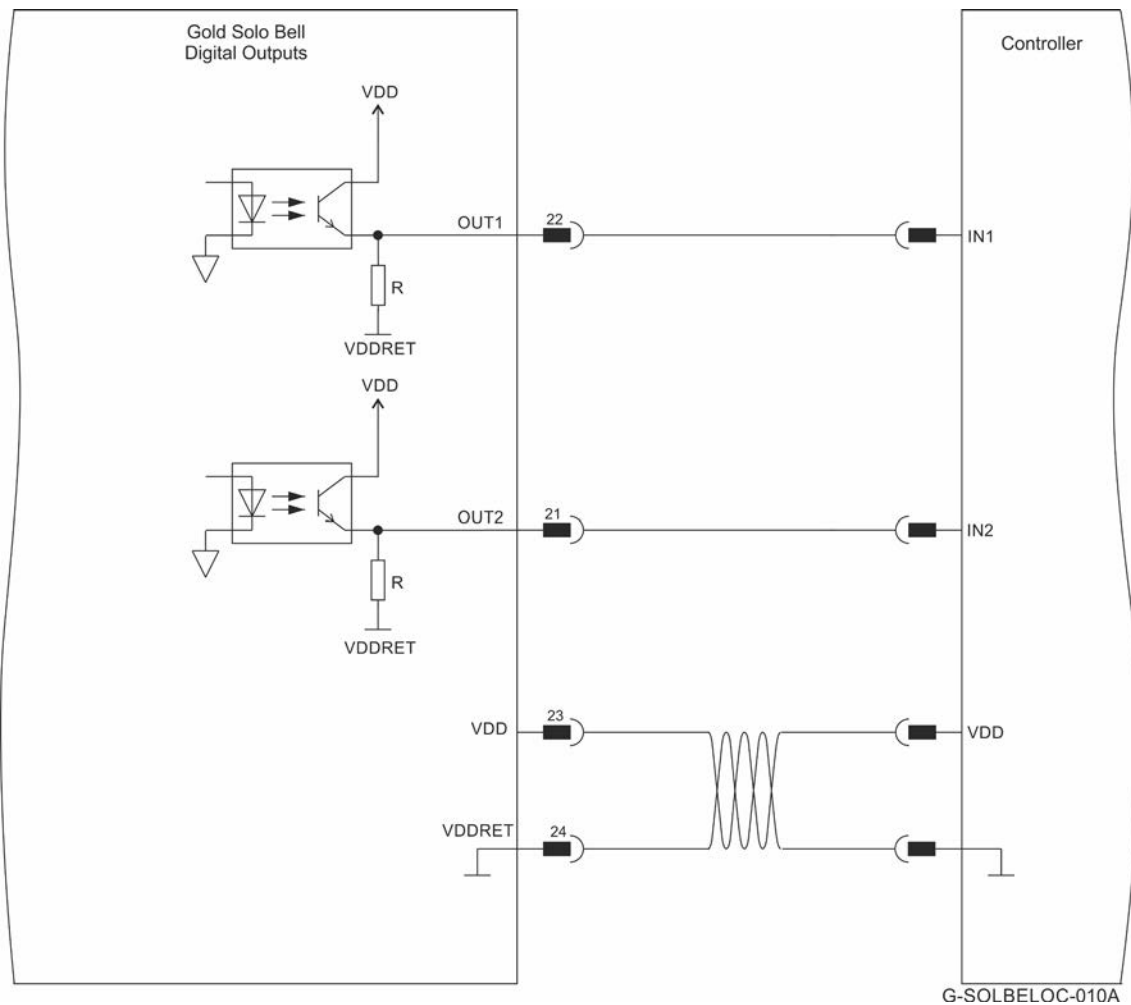 Gold Solo Bell
Digital Outputs
Controller
VDD
OUT1
22
IN1
R
VDDRET
VDD
OUT2
21
IN2
R
VDDRET
VDD
23
VDD
VDDRET
24
G-SOLBELOC-010A